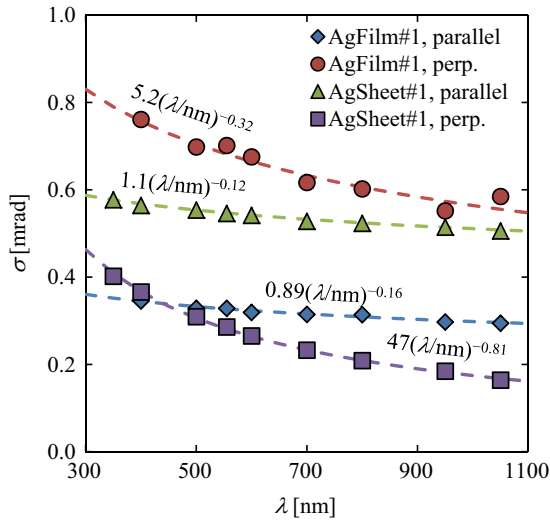 1.0
0.8
0.6
0.4
0.2
0.0
σ [mrad]
AgFilm#1, parallel
AgFilm#1, perp.
AgSheet#1, parallel
AgSheet#1, perp.
5.2(λ/nm)⁻⁰·³²
1.1(λ/nm)⁻⁰·¹²
0.89(λ/nm)⁻⁰·¹⁶
47(λ/nm)⁻⁰·⁸¹
300 500 700 900 1100
λ [nm]